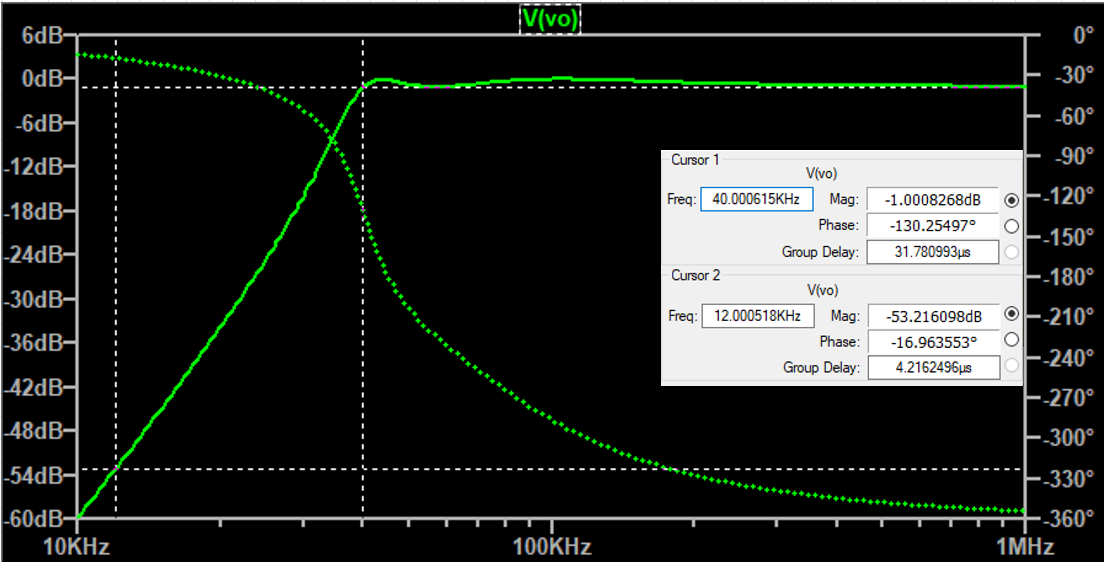 V(vo)
6dB
0dB
-6dB
-12dB
-18dB
-24dB
-30dB
-36dB
-42dB
-48dB
-54dB
-60dB
0°
-30°
-60°
-90°
-120°
-150°
-180°
-210°
-240°
-270°
-300°
-330°
-360°
10KHz
100KHz
1MHz
Cursor 1
V(vo)
Freq: 40.000615KHz Mag: -1.0008268dB
Phase: -130.25497°
Group Delay: 31.780993µs
Cursor 2
V(vo)
Freq: 12.000518KHz Mag: -53.216098dB
Phase: -16.963553°
Group Delay: 4.2162496µs